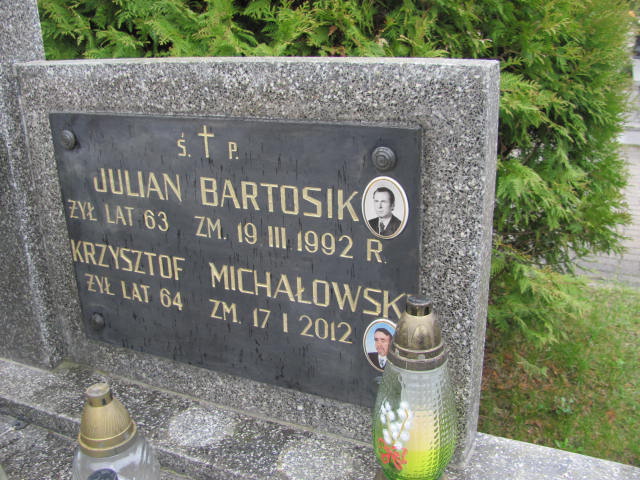 Ś. P.
JULIAN BARTOSIK
ŻYŁ LAT 63 ZM. 19 III 1992 R.
KRZYSZTOF MICHAŁOWSKI
ŻYŁ LAT 64 ZM. 17 I 2012